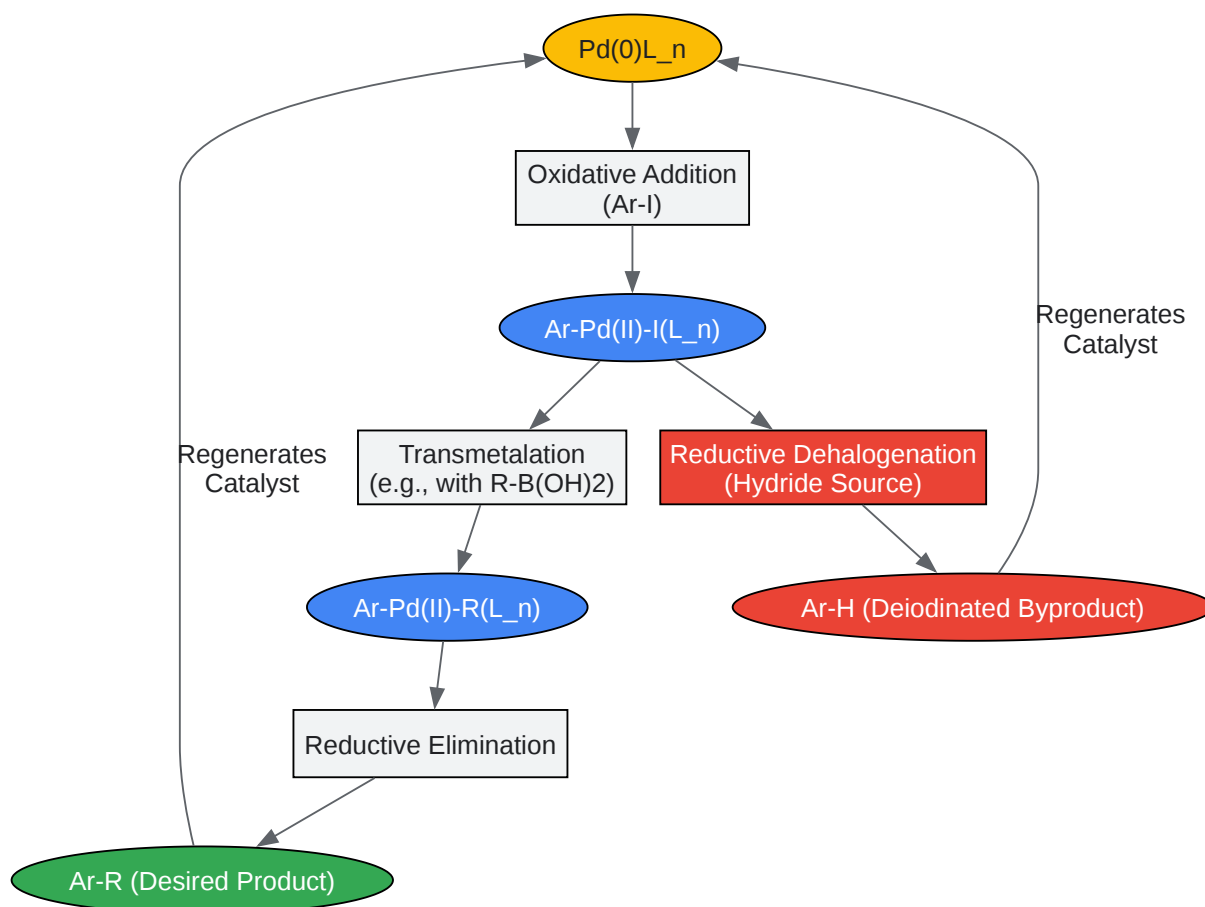 Pd(0)L_n
Oxidative Addition
(Ar-I)
Ar-Pd(II)-I(L_n)
Regenerates
Catalyst
Transmetalation
(e.g., with R-B(OH)2)
Reductive Dehalogenation
(Hydride Source)
Regenerates
Catalyst
Ar-Pd(II)-R(L_n)
Ar-H (Deiodinated Byproduct)
Reductive Elimination
Ar-R (Desired Product)